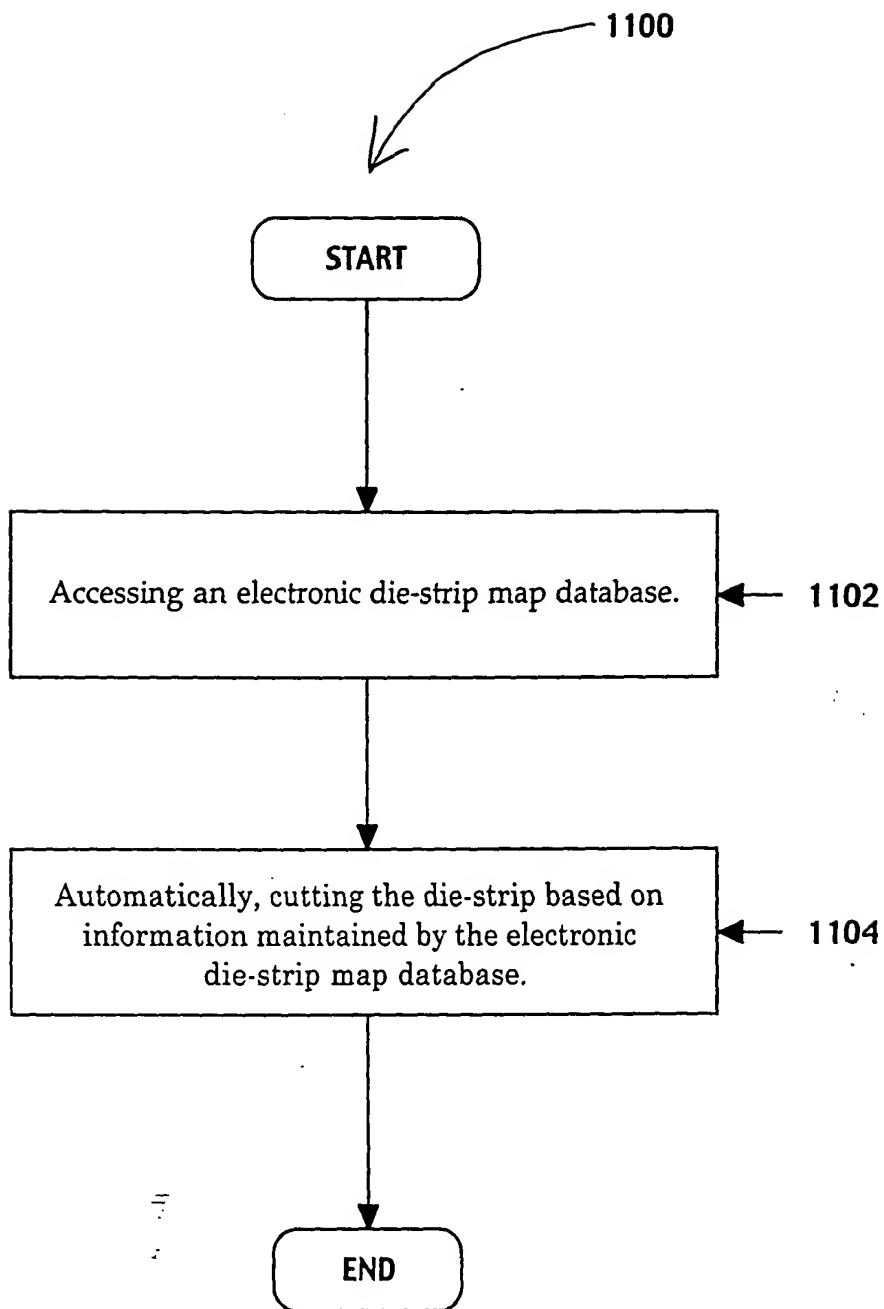 1100
START
Accessing an electronic die-strip map database.
1102
Automatically, cutting the die-strip based on
information maintained by the electronic
die-strip map database.
1104
END